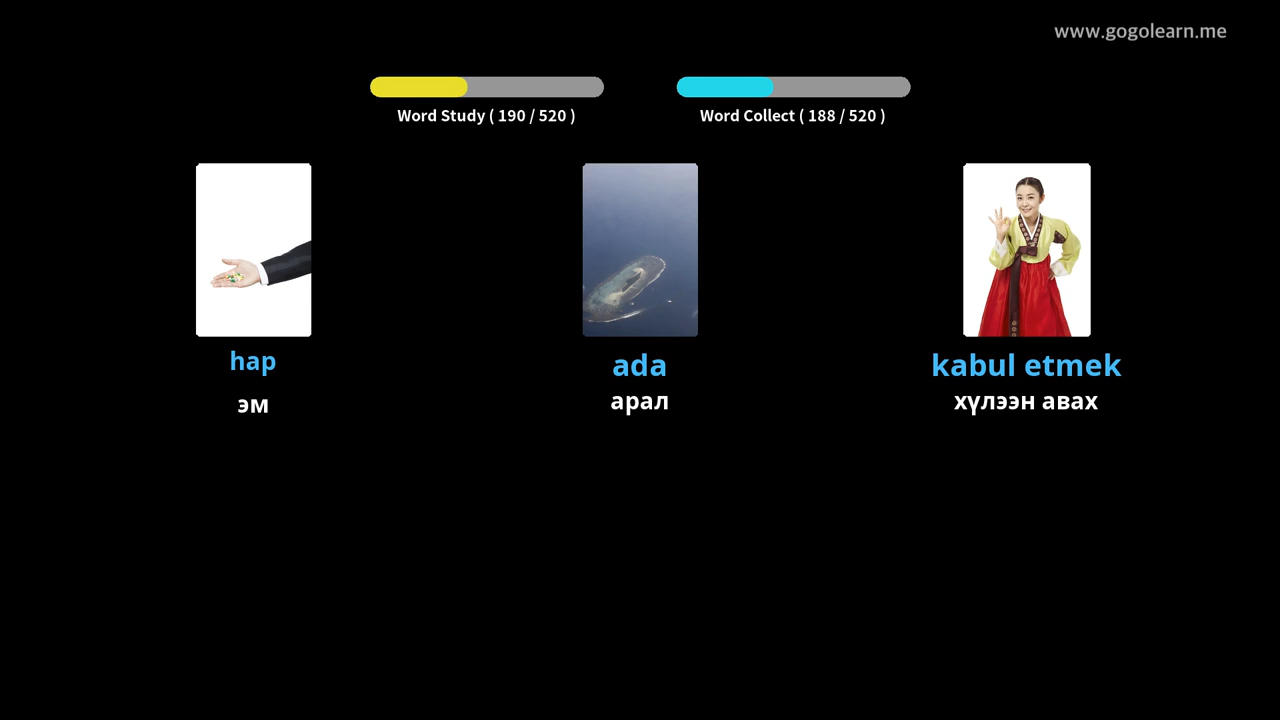 www.gogolearn.me
Word Study ( 190 / 520 )
Word Collect ( 188 / 520 )
hap
эм
ada
арал
kabul etmek
хүлээн авах